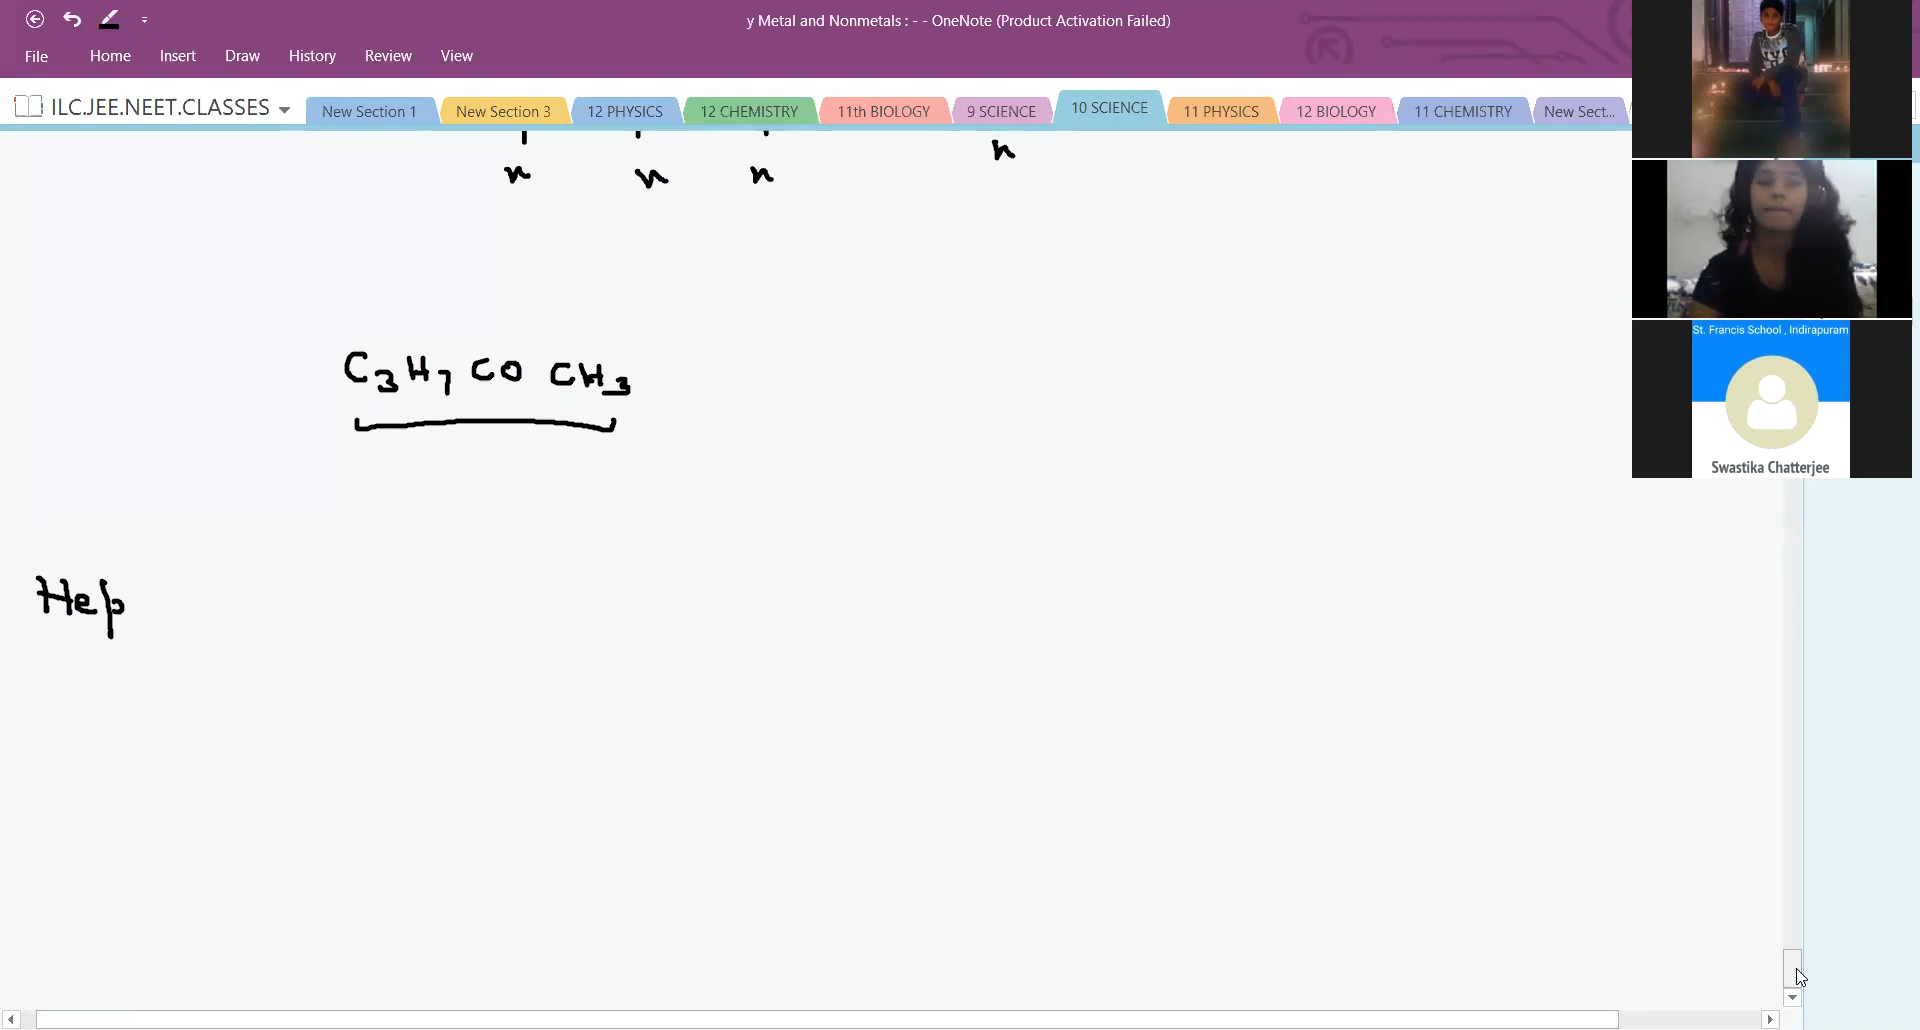 y Metal and Nonmetals : - - OneNote (Product Activation Failed)
File Home Insert Draw History Review View
ILC.JEE.NEET.CLASSES New Section 1 New Section 3 12 PHYSICS 12 CHEMISTRY 11th BIOLOGY 9 SCIENCE 10 SCIENCE 11 PHYSICS 12 BIOLOGY 11 CHEMISTRY New Sect...
n n n n
C3H7 CO CH3
Hep
St. Francis School , Indirapuram
Swastika Chatterjee